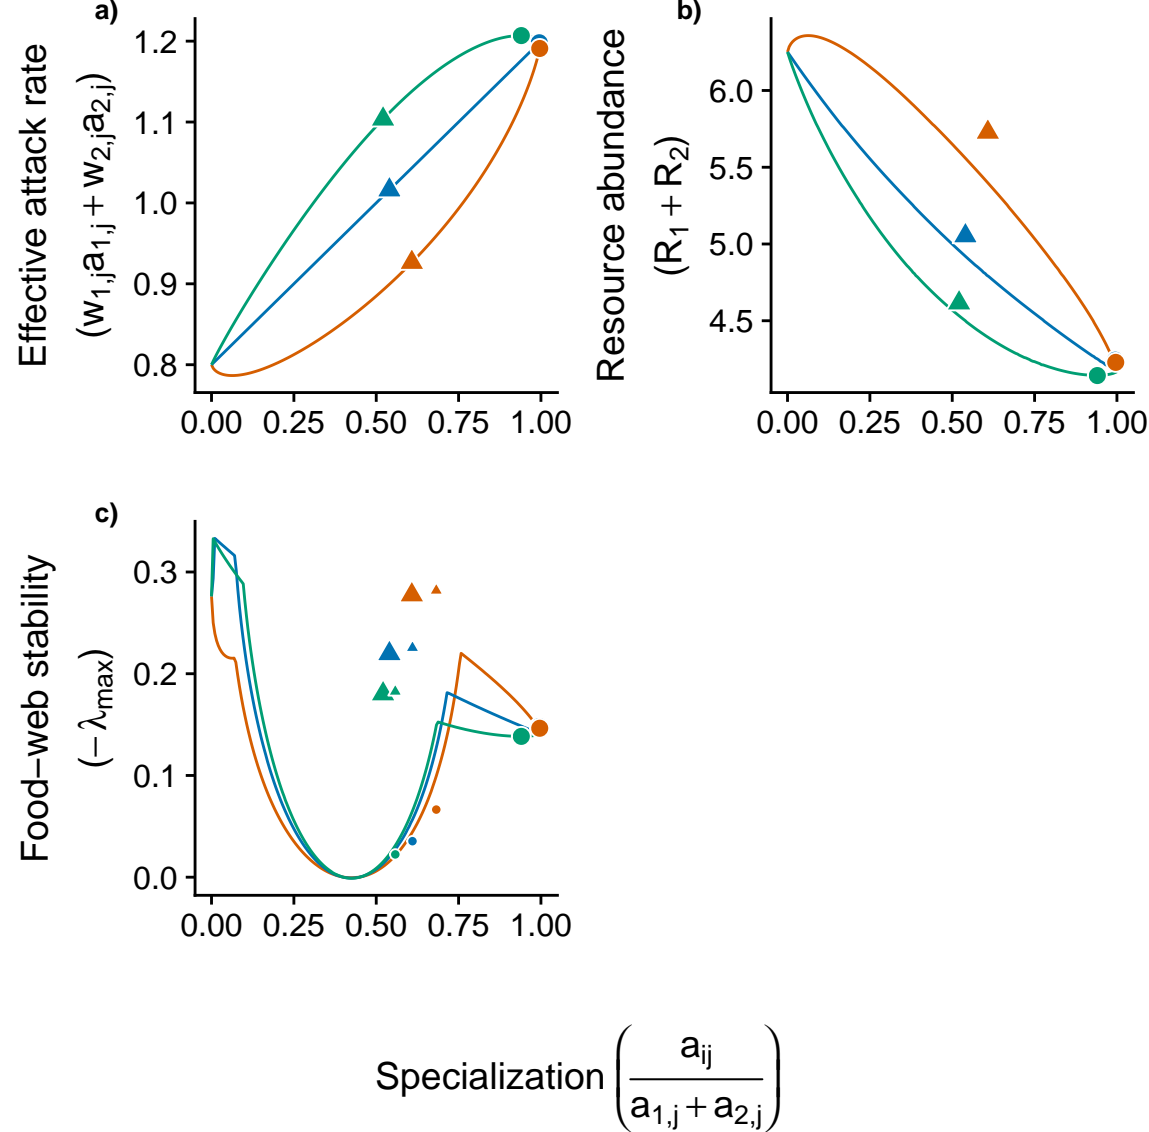 a)
Effective attack rate
(w1,ja1,j + w2,ja2,j)
1.2
1.1
1.0
0.9
0.8
0.00 0.25 0.50 0.75 1.00
b)
Resource abundance
(R1 + R2)
6.0
5.5
5.0
4.5
0.00 0.25 0.50 0.75 1.00
c)
Food−web stability
(− λmax)
0.3
0.2
0.1
0.0
0.00 0.25 0.50 0.75 1.00
Specialization (aij / a1,j + a2,j)